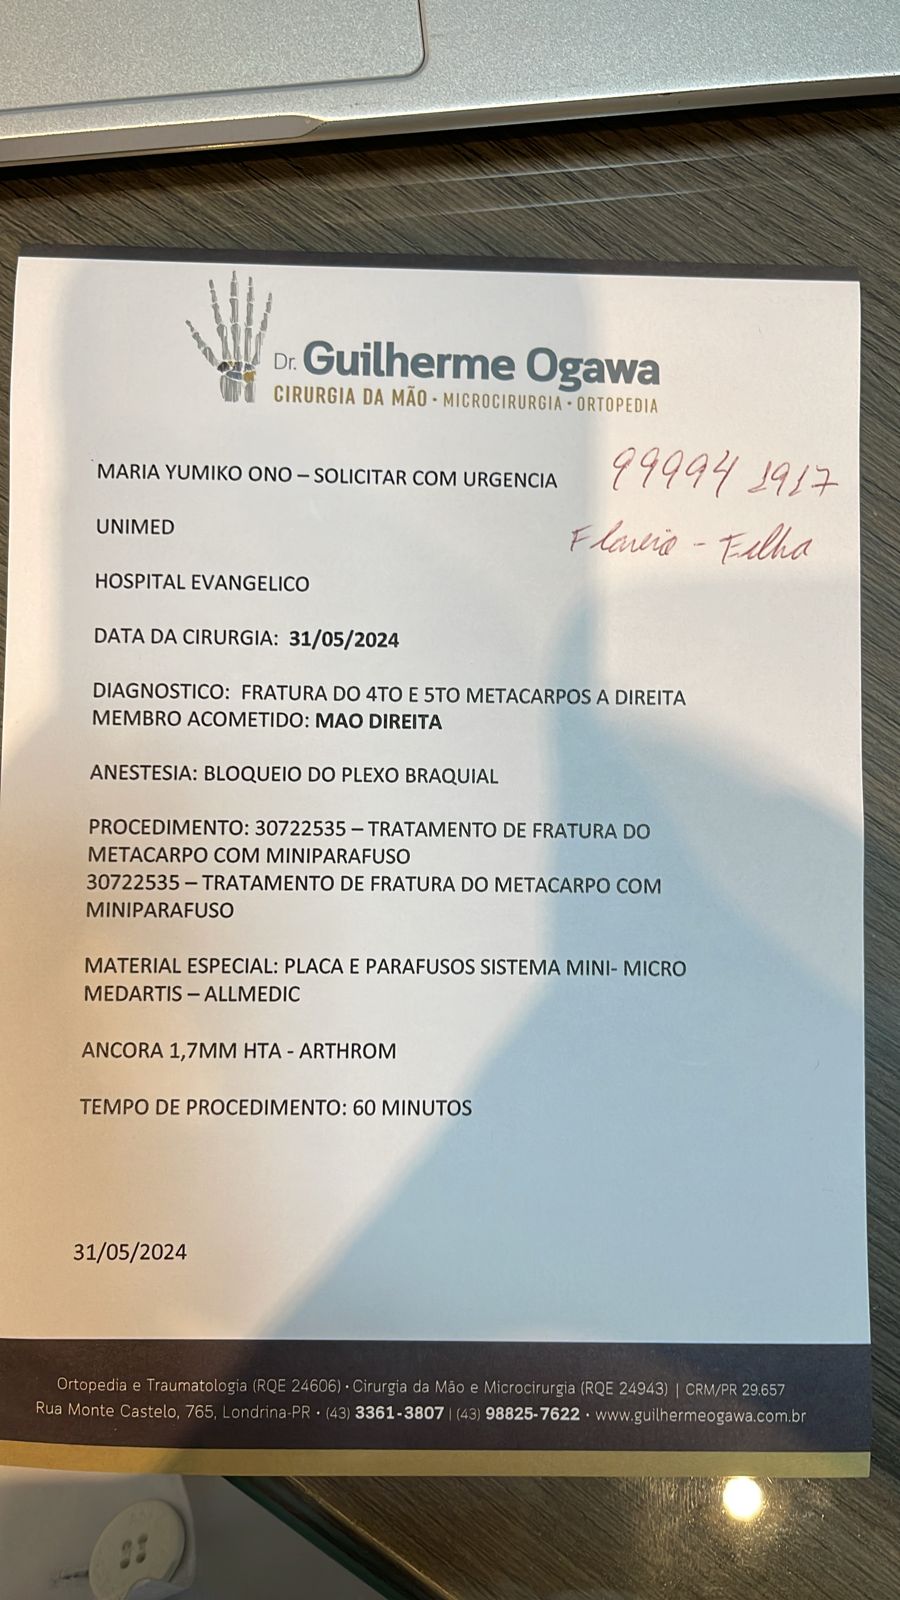 Dr. Guilherme Ogawa
CIRURGIA DA MÃO • MICROCIRURGIA • ORTOPEDIA
MARIA YUMIKO ONO – SOLICITAR COM URGENCIA
99994 1917
UNIMED
- Filha
HOSPITAL EVANGELICO
DATA DA CIRURGIA: 31/05/2024
DIAGNOSTICO: FRATURA DO 4TO E 5TO METACARPOS A DIREITA
MEMBRO ACOMETIDO: MAO DIREITA
ANESTESIA: BLOQUEIO DO PLEXO BRAQUIAL
PROCEDIMENTO: 30722535 – TRATAMENTO DE FRATURA DO
METACARPO COM MINIPARAFUSO
30722535 – TRATAMENTO DE FRATURA DO METACARPO COM
MINIPARAFUSO
MATERIAL ESPECIAL: PLACA E PARAFUSOS SISTEMA MINI- MICRO
MEDARTIS – ALLMEDIC
ANCORA 1,7MM HTA - ARTHROM
TEMPO DE PROCEDIMENTO: 60 MINUTOS
31/05/2024
Ortopedia e Traumatologia (RQE 24606) • Cirurgia da Mão e Microcirurgia (RQE 24943) | CRM/PR 29.657
Rua Monte Castelo, 765, Londrina-PR • (43) 3361-3807 | (43) 98825-7622 • www.guilhermeogawa.com.br